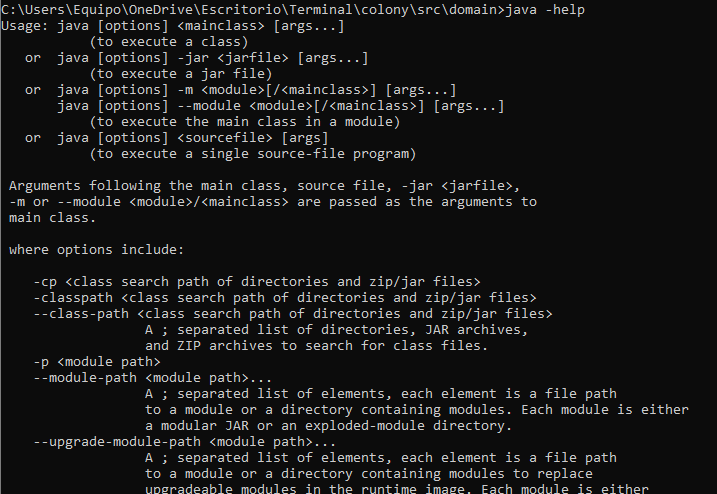 C:\Users\Equipo\OneDrive\Escritorio\Terminal\colony\src\domain>java -help
Usage: java [options] <mainclass> [args...]
           (to execute a class)
   or  java [options] -jar <jarfile> [args...]
           (to execute a jar file)
   or  java [options] -m <module>[/<mainclass>] [args...]
       java [options] --module <module>[/<mainclass>] [args...]
           (to execute the main class in a module)
   or  java [options] <sourcefile> [args]
           (to execute a single source-file program)

 Arguments following the main class, source file, -jar <jarfile>,
 -m or --module <module>/<mainclass> are passed as the arguments to
 main class.

 where options include:

    -cp <class search path of directories and zip/jar files>
    -classpath <class search path of directories and zip/jar files>
    --class-path <class search path of directories and zip/jar files>
                  A ; separated list of directories, JAR archives,
                  and ZIP archives to search for class files.
    -p <module path>
    --module-path <module path>...
                  A ; separated list of elements, each element is a file path
                  to a module or a directory containing modules. Each module is either
                  a modular JAR or an exploded-module directory.
    --upgrade-module-path <module path>...
                  A ; separated list of elements, each element is a file path
                  to a module or a directory containing modules to replace
                  upgradeable modules in the runtime image. Each module is either